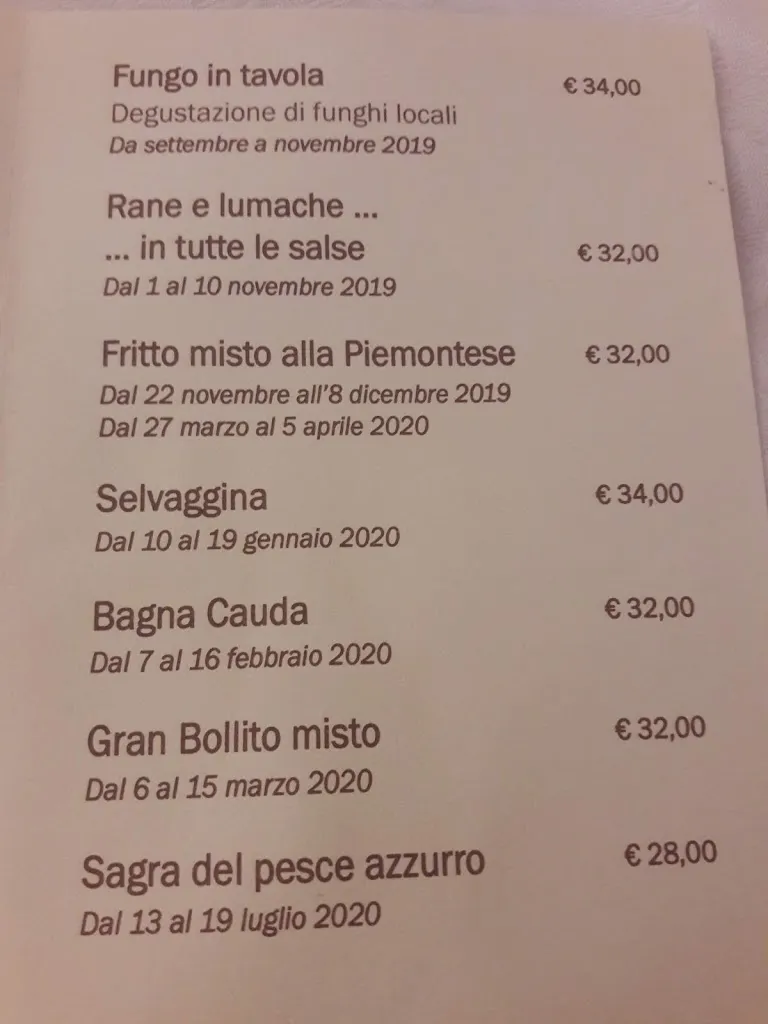 Fungo in tavola € 34,00
Degustazione di funghi locali
Da settembre a novembre 2019
Rane e lumache ...
... in tutte le salse € 32,00
Dal 1 al 10 novembre 2019
Fritto misto alla Piemontese € 32,00
Dal 22 novembre all'8 dicembre 2019
Dal 27 marzo al 5 aprile 2020
Selvaggina € 34,00
Dal 10 al 19 gennaio 2020
Bagna Cauda € 32,00
Dal 7 al 16 febbraio 2020
Gran Bollito misto € 32,00
Dal 6 al 15 marzo 2020
Sagra del pesce azzurro € 28,00
Dal 13 al 19 luglio 2020